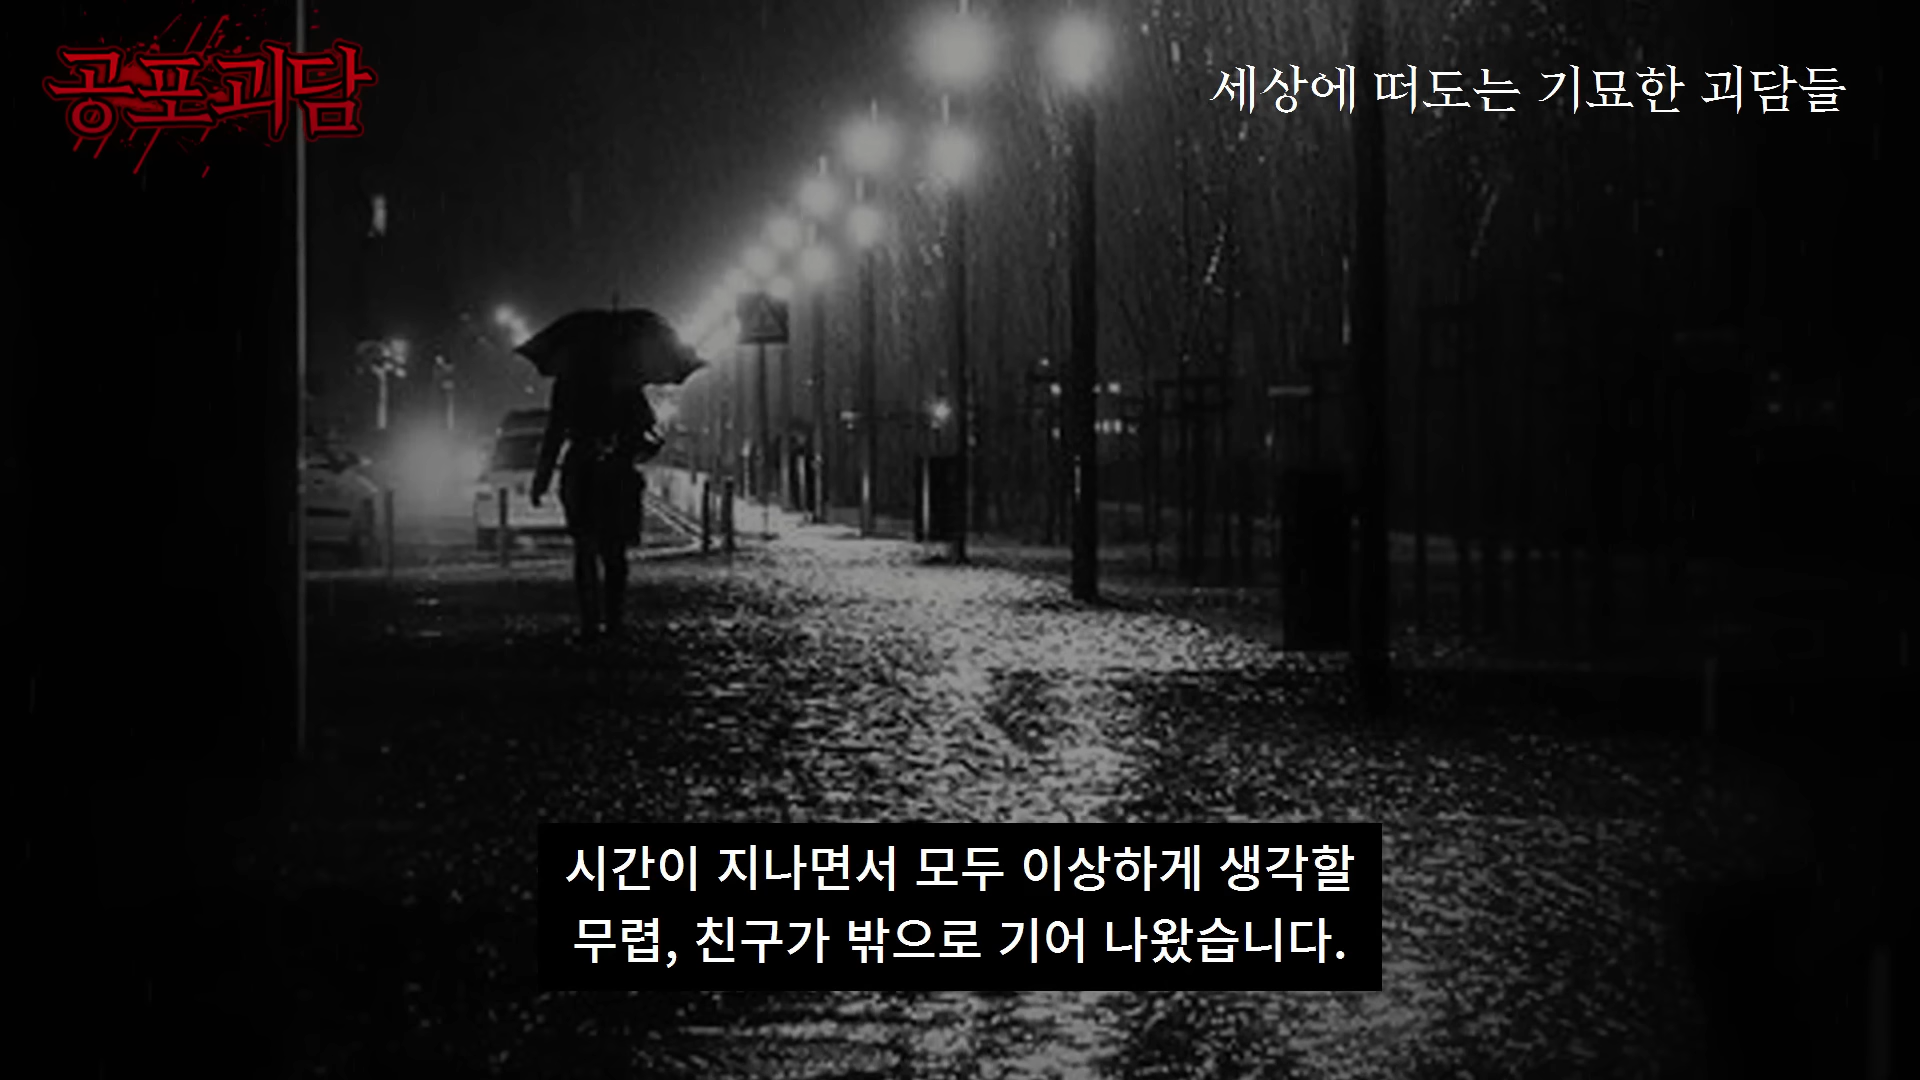 공포괴담
세상에 떠도는 기묘한 괴담들
시간이 지나면서 모두 이상하게 생각할
무렵, 친구가 밖으로 기어 나왔습니다.